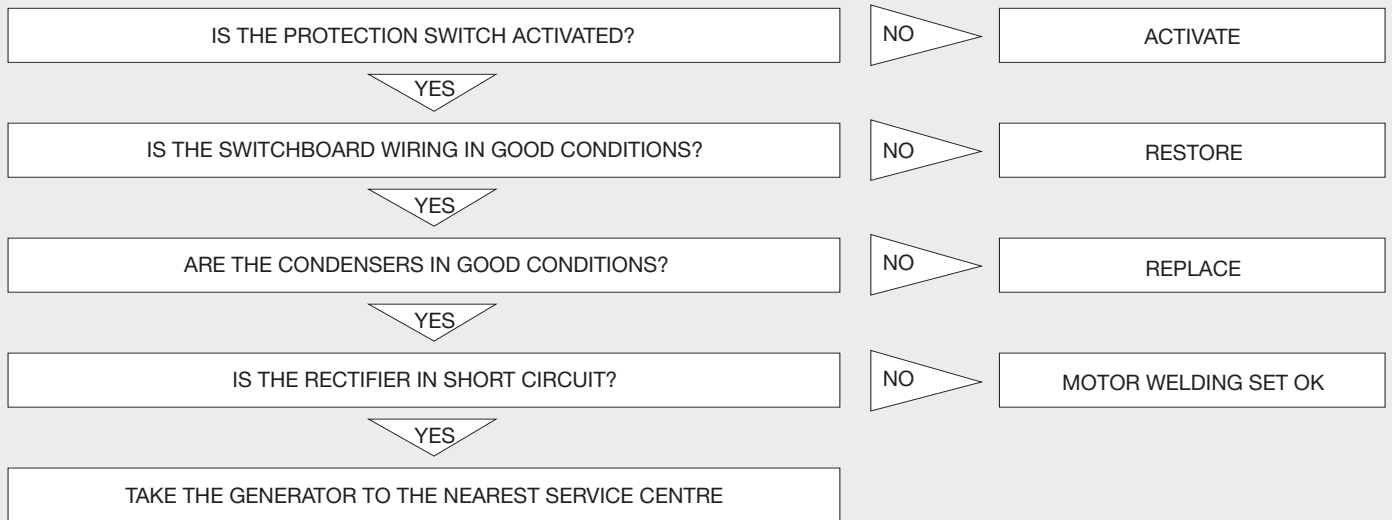 IS THE PROTECTION SWITCH ACTIVATED?
NO
ACTIVATE
YES
IS THE SWITCHBOARD WIRING IN GOOD CONDITIONS?
NO
RESTORE
YES
ARE THE CONDENSERS IN GOOD CONDITIONS?
NO
REPLACE
YES
IS THE RECTIFIER IN SHORT CIRCUIT?
NO
MOTOR WELDING SET OK
YES
TAKE THE GENERATOR TO THE NEAREST SERVICE CENTRE